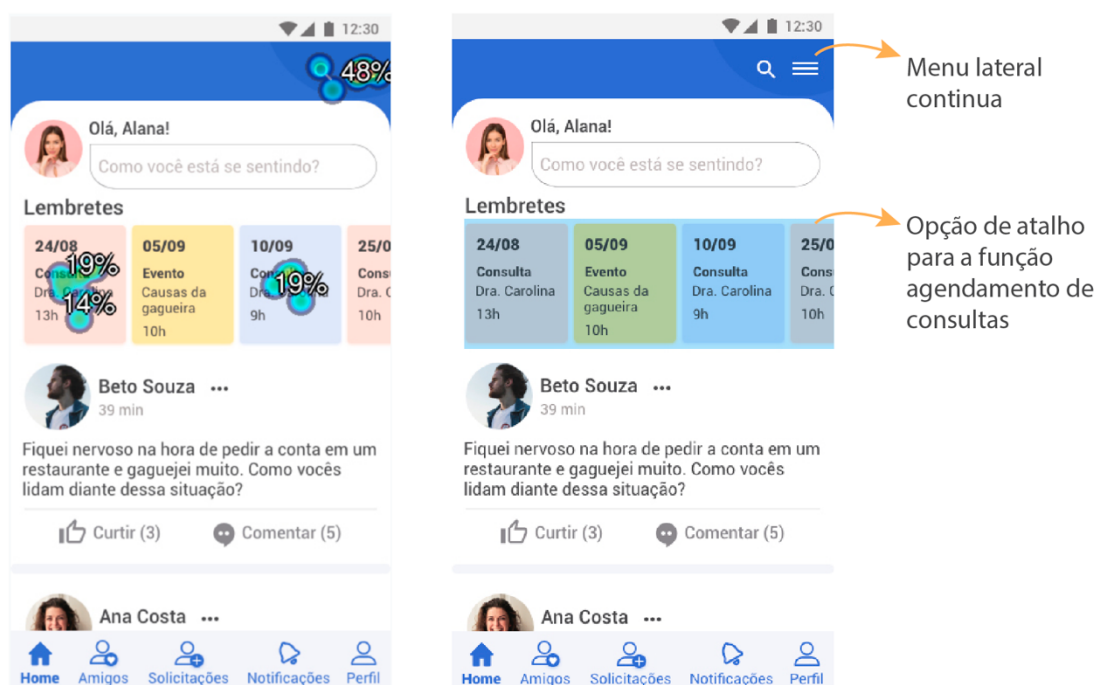 12:30
48%
Olá, Alana!
Como você está se sentindo?
Lembretes
24/08
Consulta
Dra. Carolina
13h
19%
14%
05/09
Evento
Causas da
gagueira
10h
10/09
9h
19%
25/0
10h
Beto Souza •••
39 min
Fiquei nervoso na hora de pedir a conta em um
restaurante e gaguejei muito. Como vocês
lidam diante dessa situação?
Curtir (3) Comentar (5)
Ana Costa •••
Home Amigos Solicitações Notificações Perfil
12:30
Olá, Alana!
Como você está se sentindo?
Lembretes
24/08
Consulta
Dra. Carolina
13h
05/09
Evento
Causas da
gagueira
10h
10/09
Consulta
Dra. Carolina
9h
25/0
Cons
Dra. C
10h
Beto Souza •••
39 min
Fiquei nervoso na hora de pedir a conta em um
restaurante e gaguejei muito. Como vocês
lidam diante dessa situação?
Curtir (3) Comentar (5)
Ana Costa •••
Home Amigos Solicitações Notificações Perfil
Menu lateral
continua
Opção de atalho
para a função
agendamento de
consultas